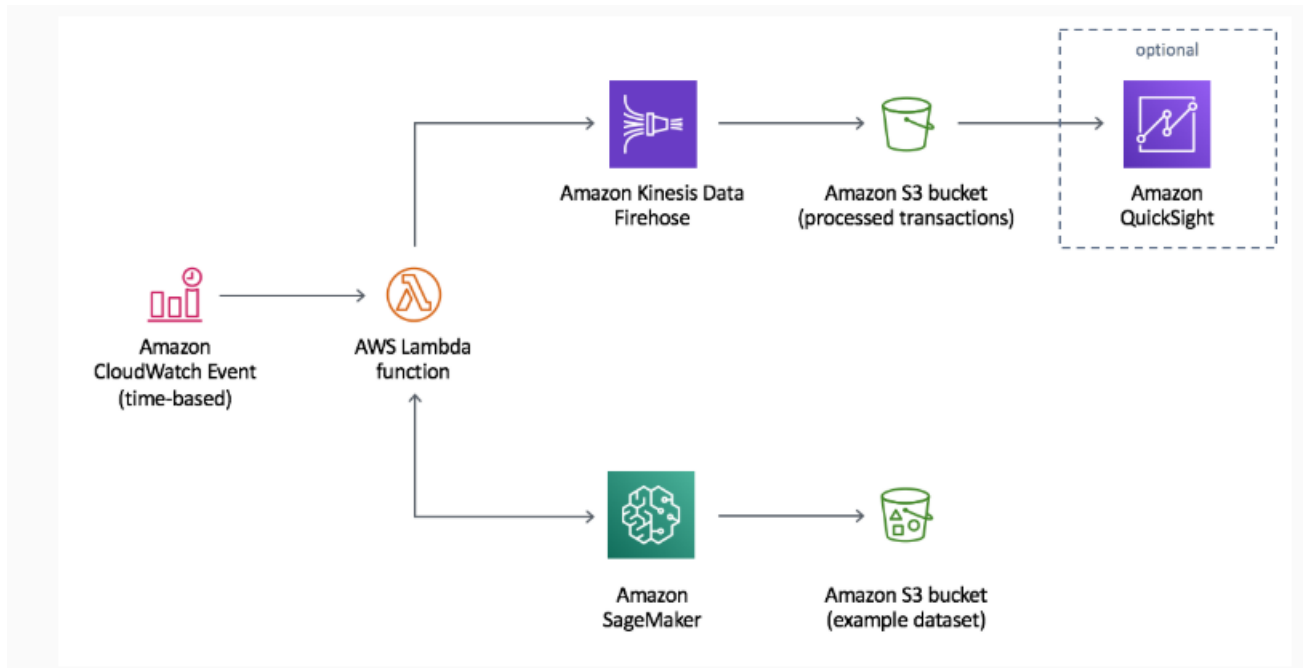 optional
Amazon Kinesis Data
Firehose
Amazon S3 bucket
(processed transactions)
Amazon
QuickSight
Amazon
CloudWatch Event
(time-based)
AWS Lambda
function
Amazon
SageMaker
Amazon S3 bucket
(example dataset)